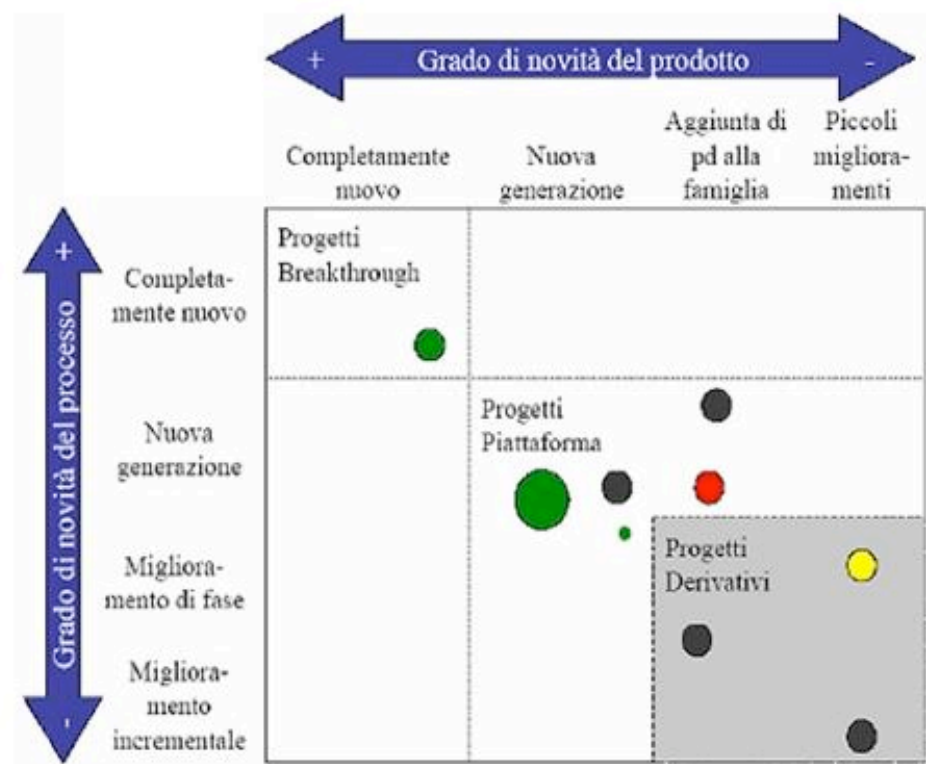 + Grado di novità del prodotto -
Completamente
nuovo
Nuova
generazione
Aggiunta di
pd alla
famiglia
Piccoli
migliora-
menti
+
Grado di novità del processo
-
Completa-
mente nuovo
Nuova
generazione
Migliora-
mento di fase
Migliora-
mento
incrementale
Progetti
Breakthrough
Progetti
Piattaforma
Progetti
Derivativi